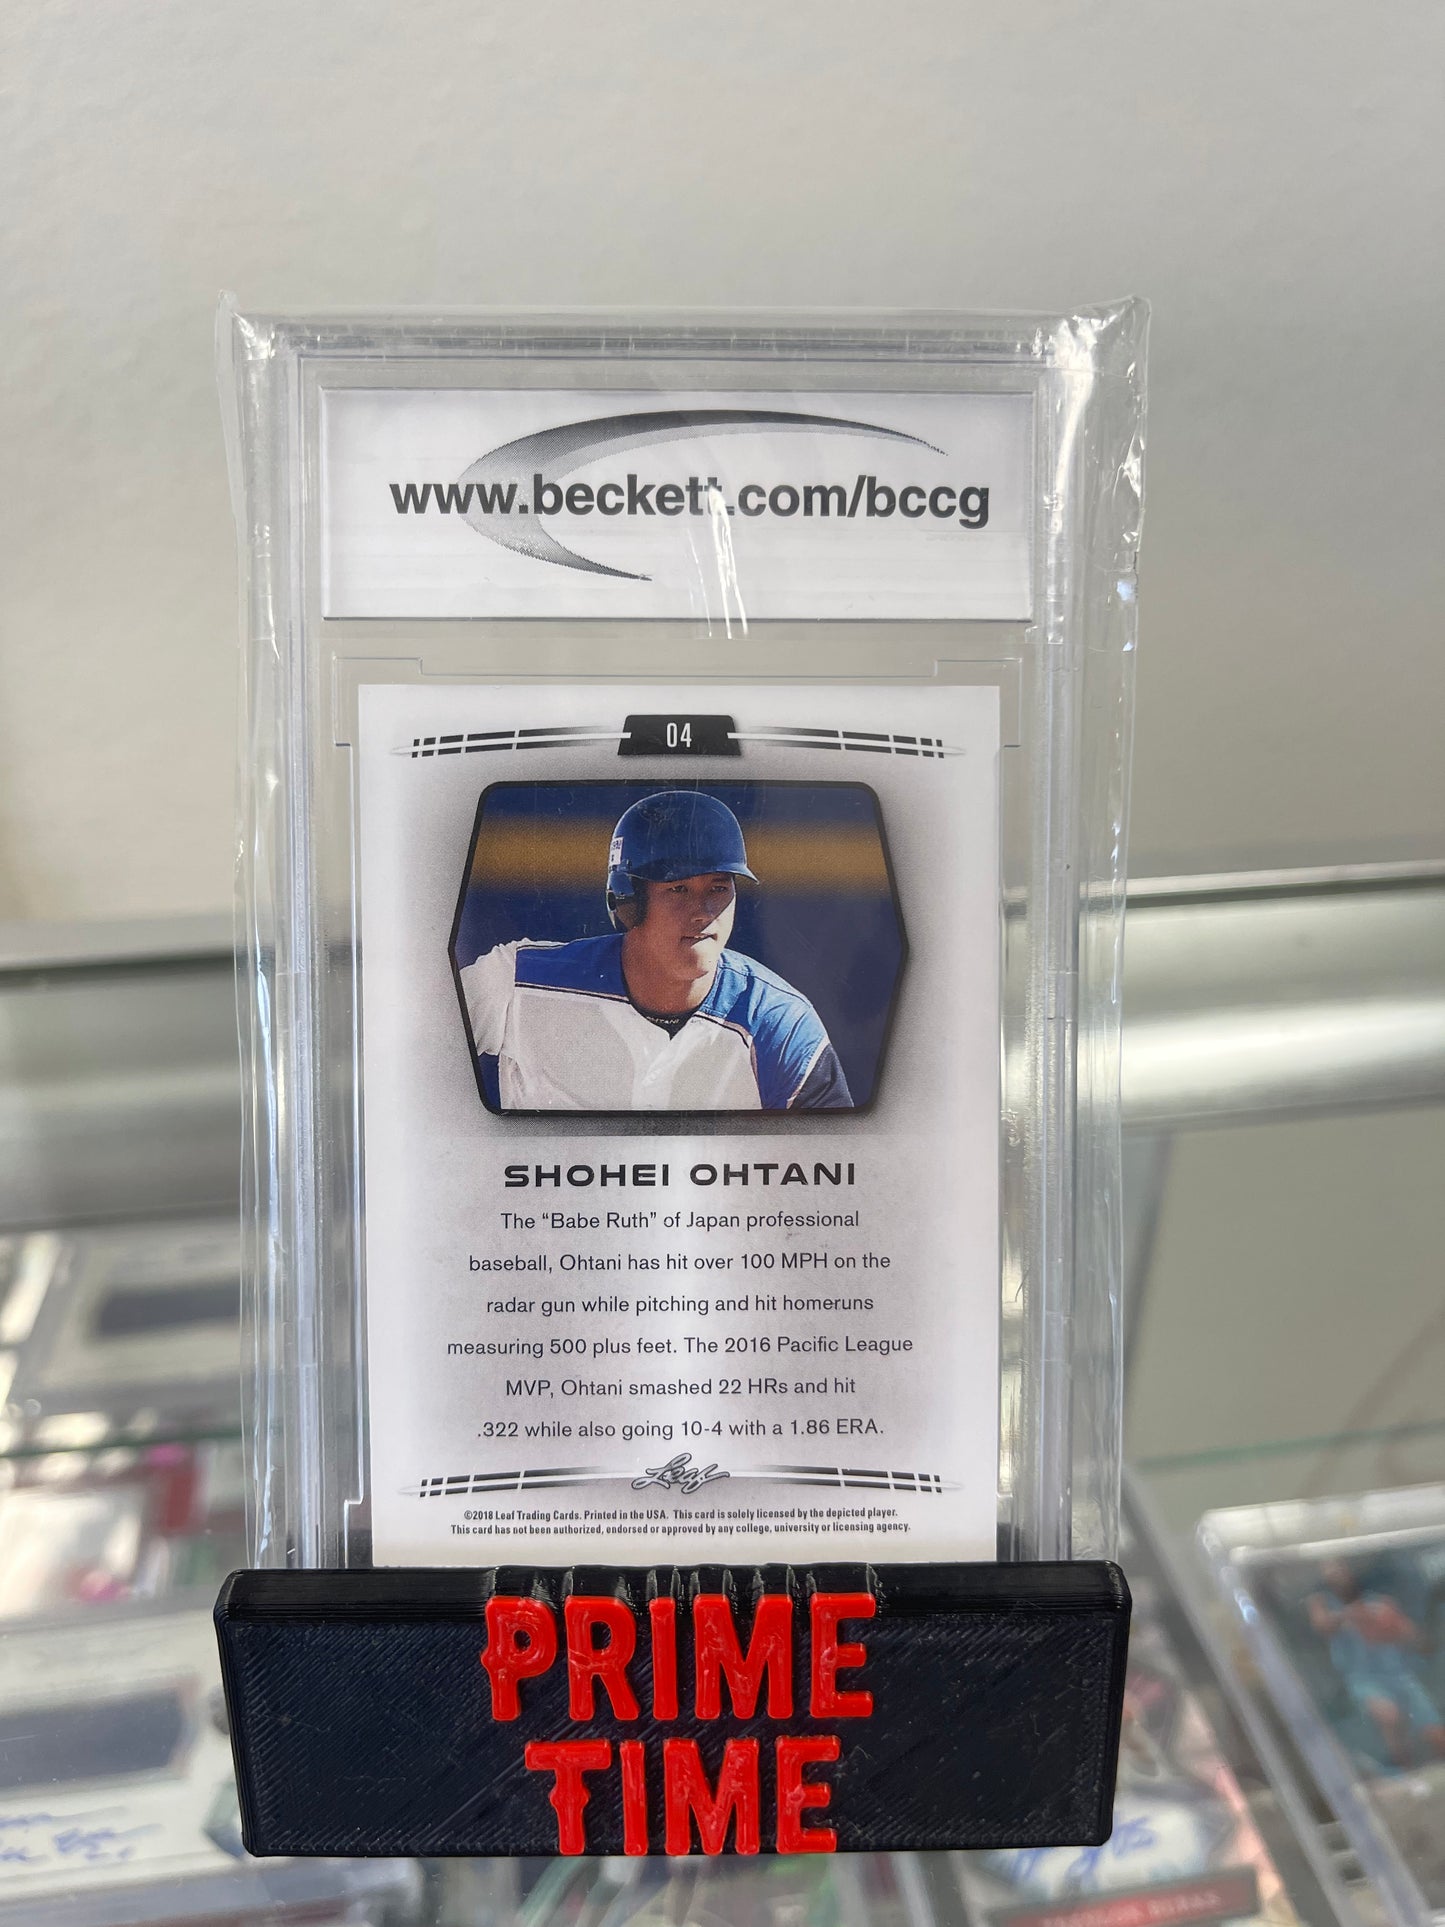 www.beckett.com/bccg
04
OHTANI
SHOHEI OHTANI
The “Babe Ruth” of Japan professional
baseball, Ohtani has hit over 100 MPH on the
radar gun while pitching and hit homeruns
measuring 500 plus feet. The 2016 Pacific League
MVP, Ohtani smashed 22 HRs and hit
.322 while also going 10-4 with a 1.86 ERA.
Leaf
©2018 Leaf Trading Cards. Printed in the USA. This card is solely licensed by the depicted player.
This card has not been authorized, endorsed or approved by any college, university or licensing agency.
PRIME
TIME